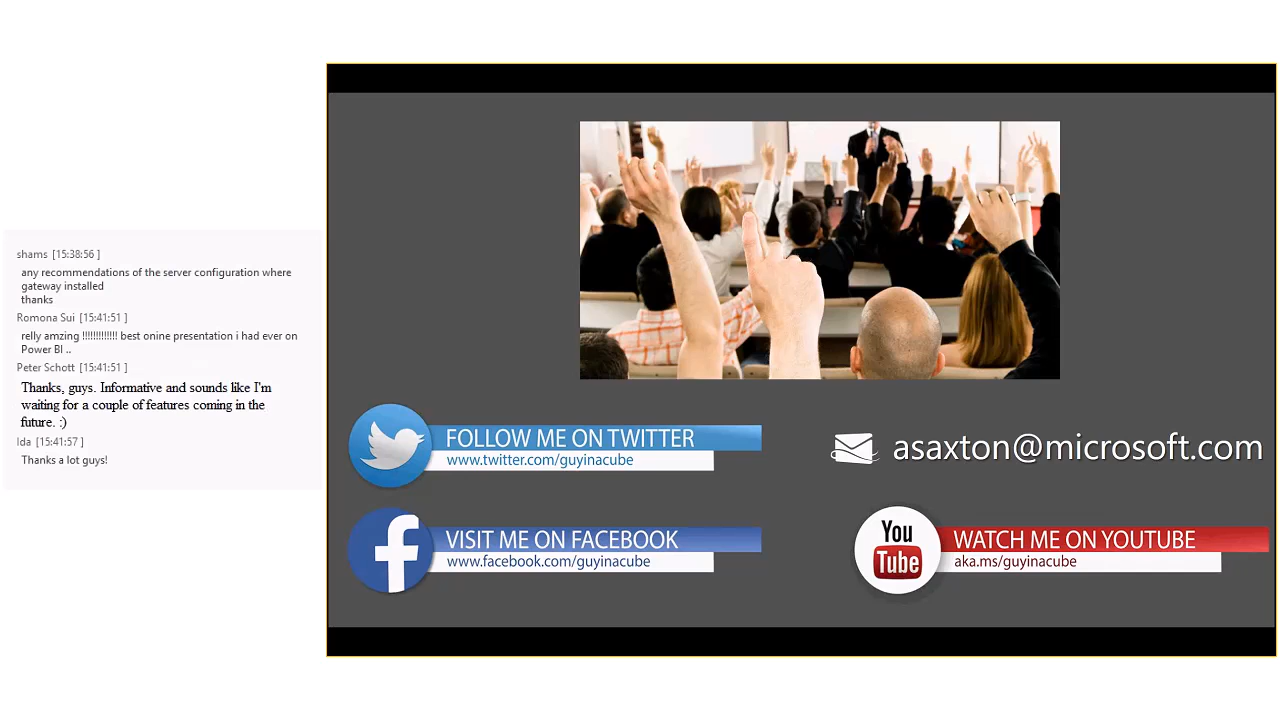 shams [15:38:56 ]
any recommendations of the server configuration where
gateway installed
thanks
Romona Sui [15:41:51 ]
relly amzing !!!!!!!!!!!!! best onine presentation i had ever on
Power BI ..
Peter Schott [15:41:51 ]
Thanks, guys. Informative and sounds like I'm
waiting for a couple of features coming in the
future. :)
Ida [15:41:57 ]
Thanks a lot guys!
FOLLOW ME ON TWITTER
www.twitter.com/guyinacube
asaxton@microsoft.com
VISIT ME ON FACEBOOK
www.facebook.com/guyinacube
You
Tube
WATCH ME ON YOUTUBE
aka.ms/guyinacube